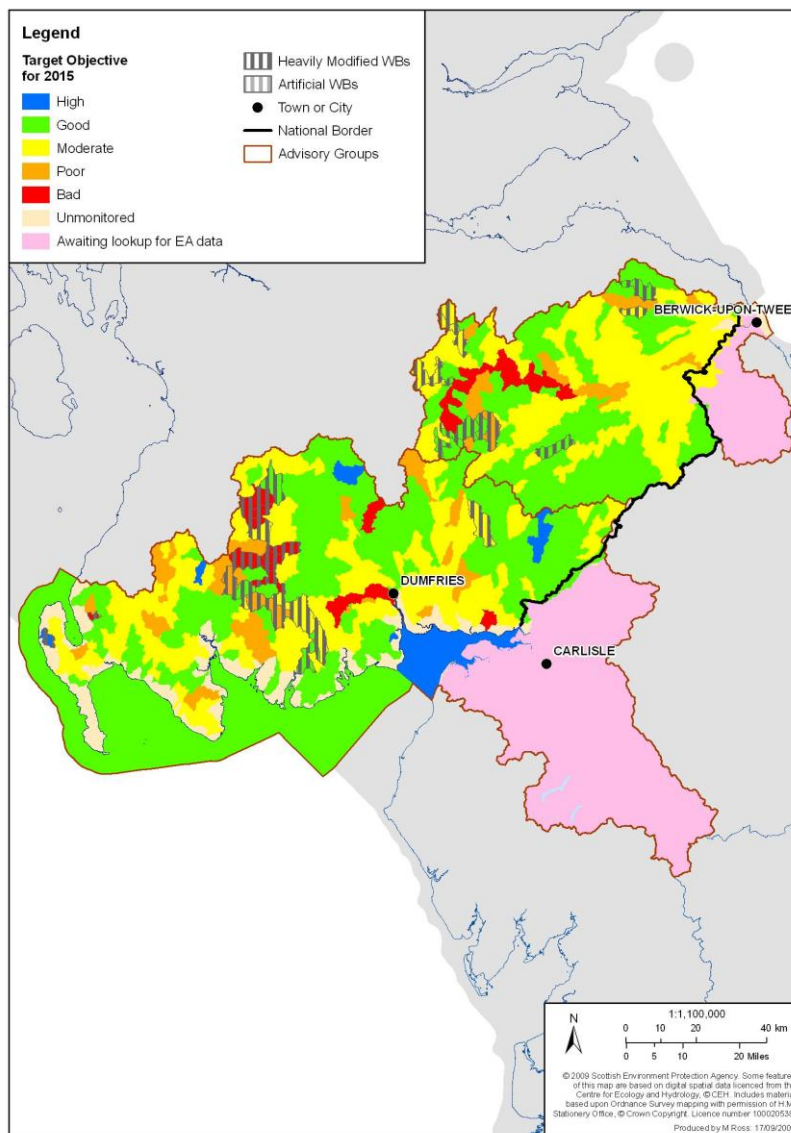 Legend
Target Objective
for 2015
High
Good
Moderate
Poor
Bad
Unmonitored
Awaiting lookup for EA data
Heavily Modified WBs
Artificial WBs
Town or City
National Border
Advisory Groups
BERWICK-UPON-TWEE
DUMFRIES
CARLISLE
N
1:1,100,000
0 10 20 40 km
0 5 10 20 Miles
© 2009 Scottish Environment Protection Agency. Some feature
of this map are based on digital spatial data licenced from th
Centre for Ecology and Hydrology, © CEH. Includes materia
based upon Ordnance Survey mapping with permission of H.M
Stationery Office, © Crown Copyright. Licence number 10002053
Produced by M Ross: 17/09/200